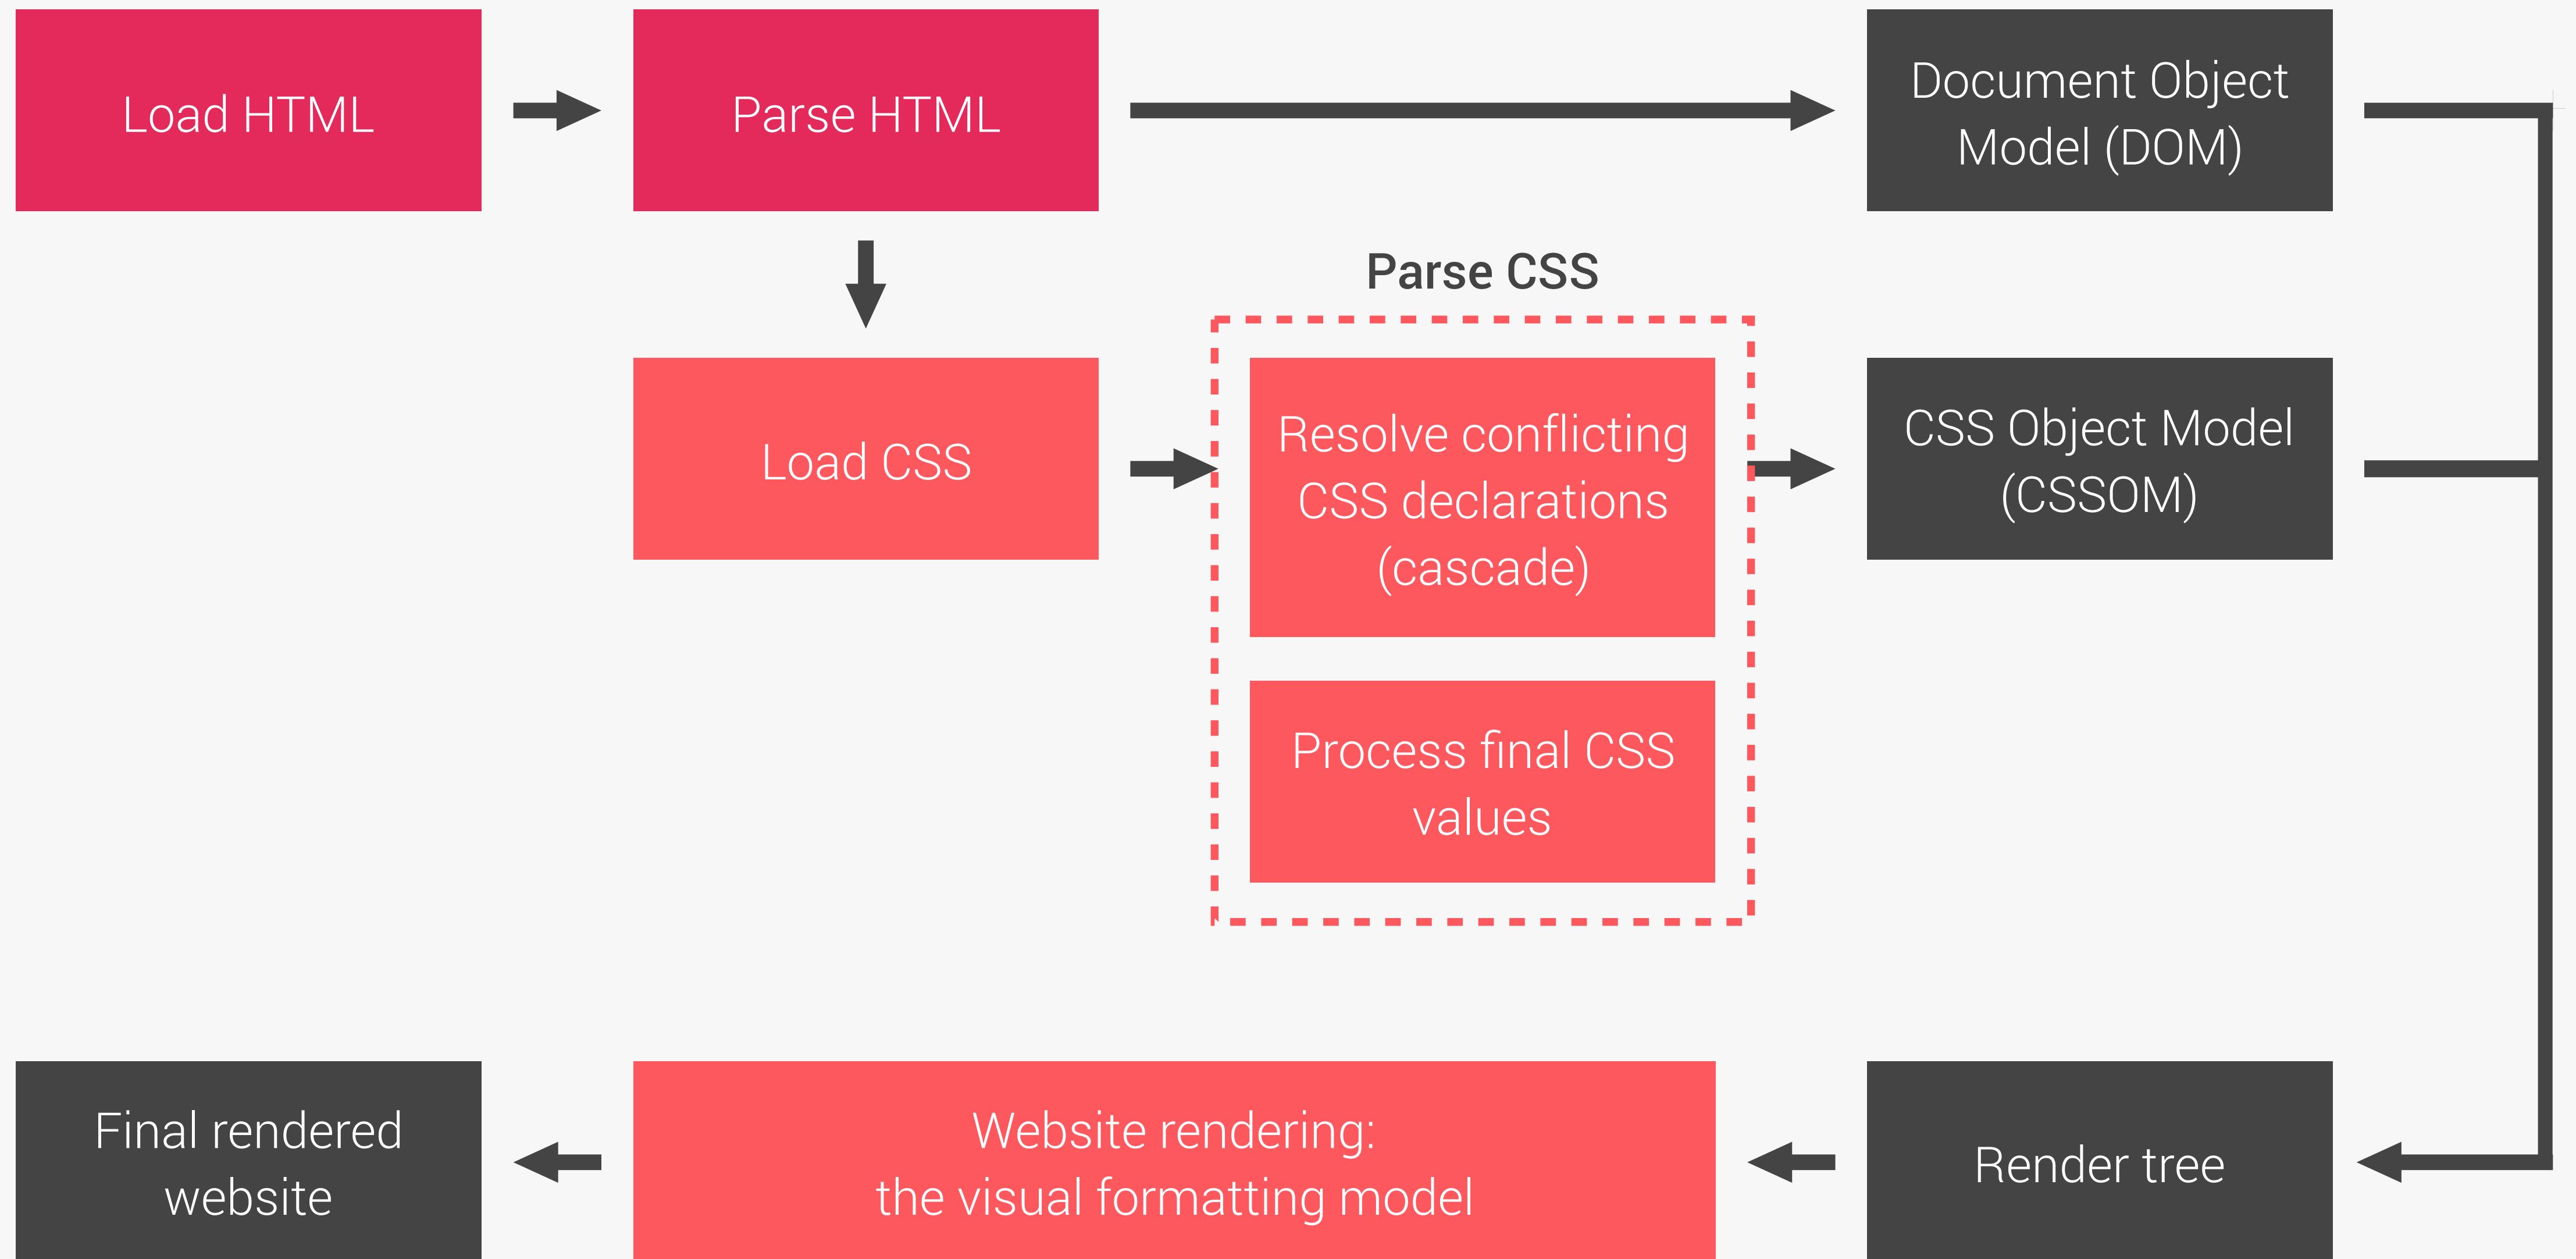 Load HTML
Parse HTML
Document Object
Model (DOM)
Parse CSS
Load CSS
Resolve conflicting
CSS declarations
(cascade)
Process final CSS
values
CSS Object Model
(CSSOM)
Final rendered
website
Website rendering:
the visual formatting model
Render tree